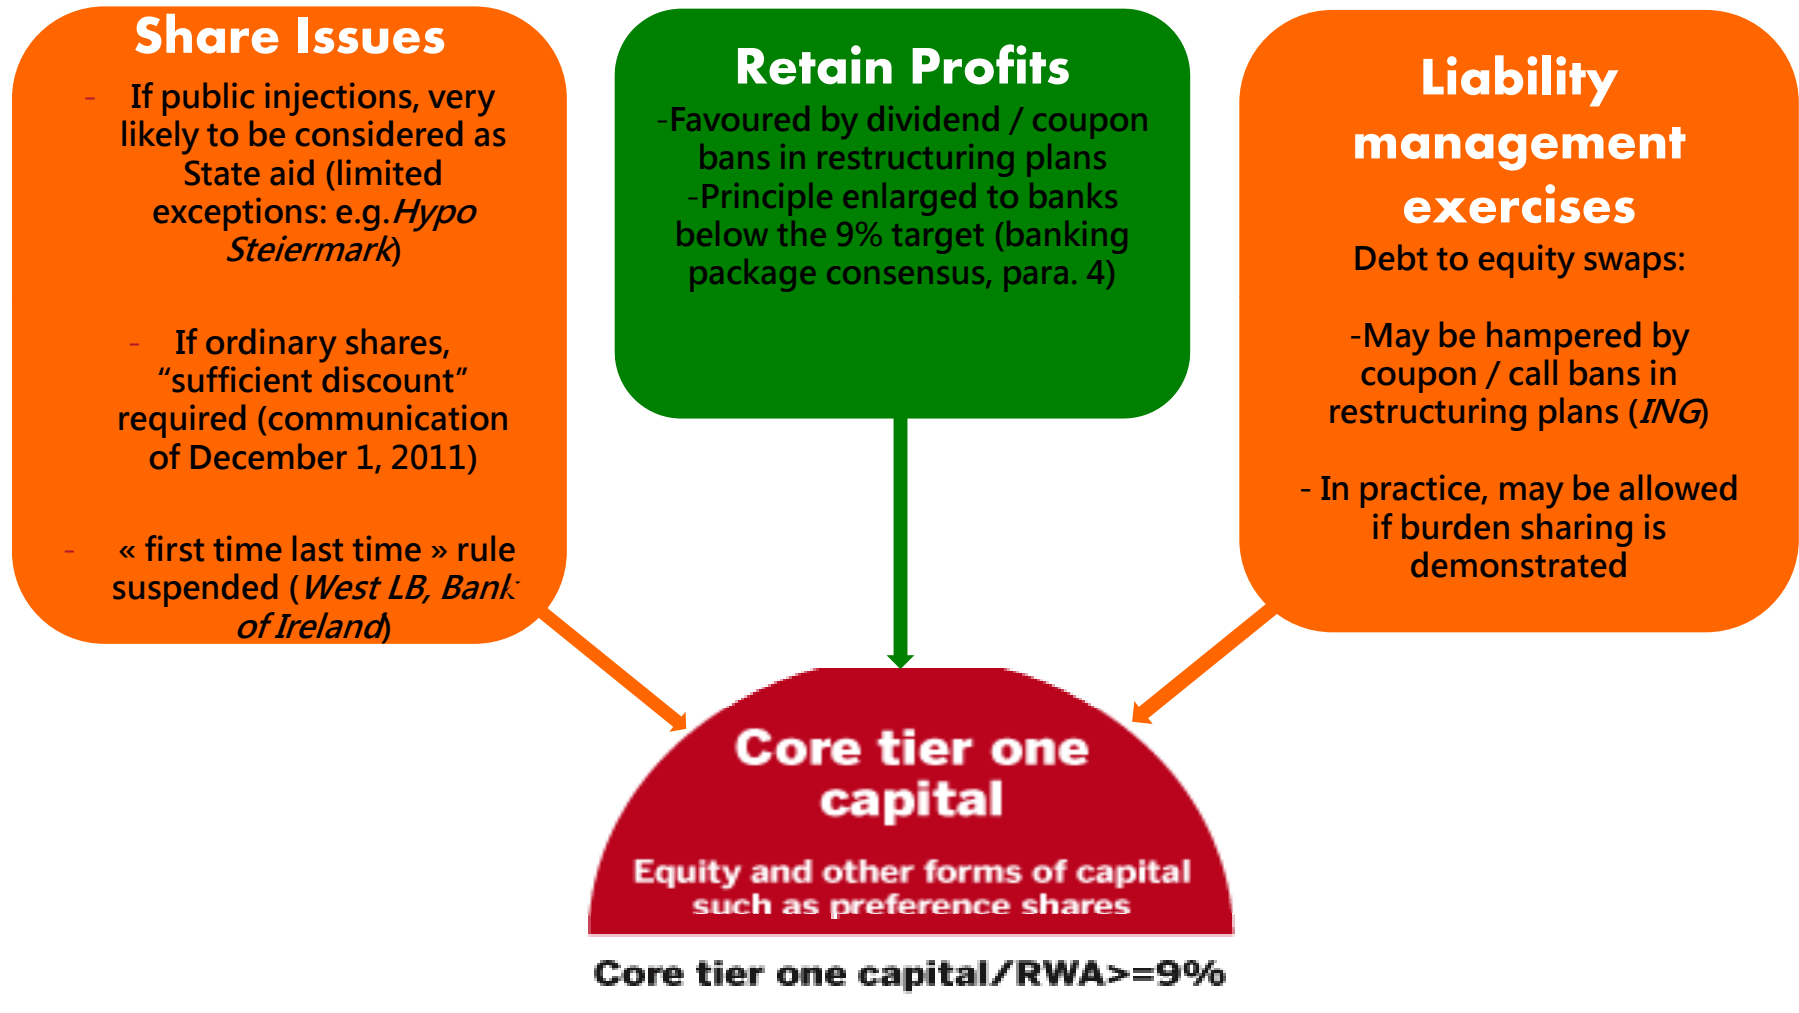 Share Issues
- If public injections, very
likely to be considered as
State aid (limited
exceptions: e.g.Hypo
Steiermark)
- If ordinary shares,
“sufficient discount”
required (communication
of December 1, 2011)
- « first time last time » rule
suspended (West LB, Bank
of Ireland)
Retain Profits
-Favoured by dividend / coupon
bans in restructuring plans
-Principle enlarged to banks
below the 9% target (banking
package consensus, para. 4)
Liability
management
exercises
Debt to equity swaps:
-May be hampered by
coupon / call bans in
restructuring plans (ING)
- In practice, may be allowed
if burden sharing is
demonstrated
Core tier one
capital
Equity and other forms of capital
such as preference shares
Core tier one capital/RWA>=9%